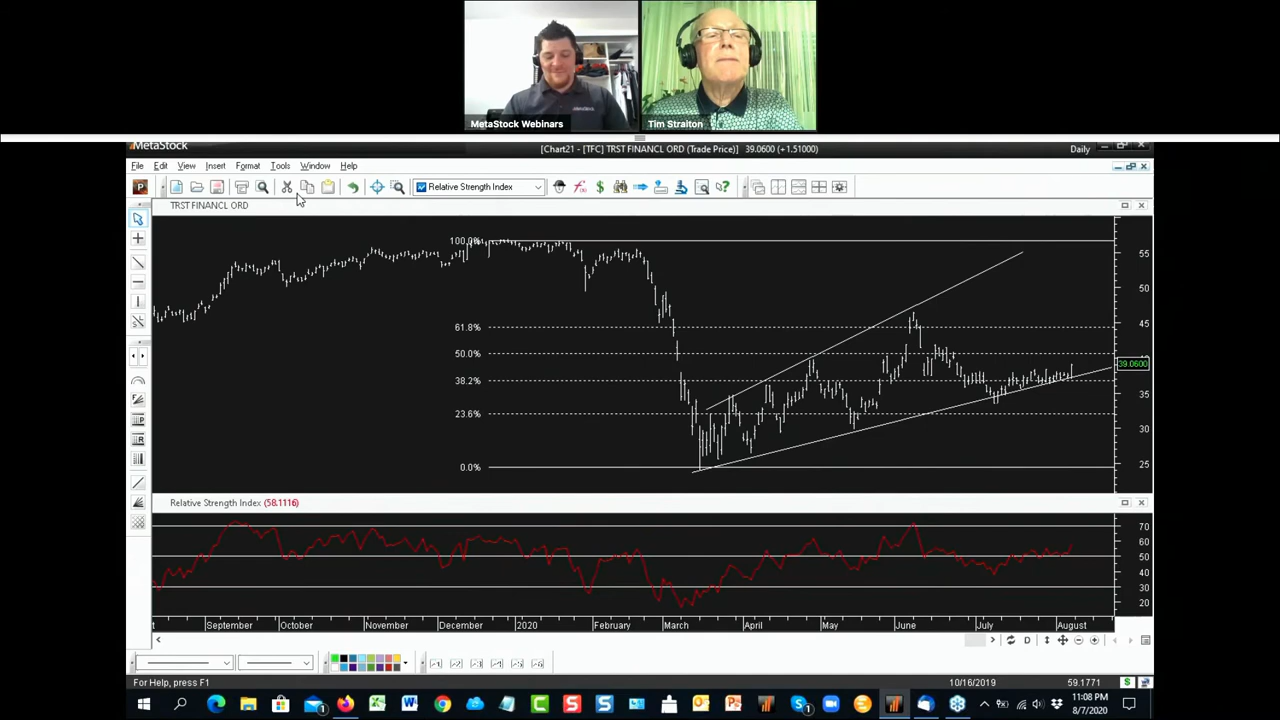 MetaStock Webinars
Tim Straiton
MetaStock
[Chart21 - [TFC] TRST FINANCL ORD (Trade Price)] 39.0600 (+1.51000)
Daily
File Edit View Insert Format Tools Window Help
Relative Strength Index
TRST FINANCL ORD
100.0%
61.8%
50.0%
38.2%
23.6%
0.0%
55
50
45
39.0600
35
30
25
Relative Strength Index (58.1116)
70
60
50
40
30
20
September October November December 2020 February March April May June July August
For Help, press F1
10/16/2019
59.1771
11:08 PM
8/7/2020